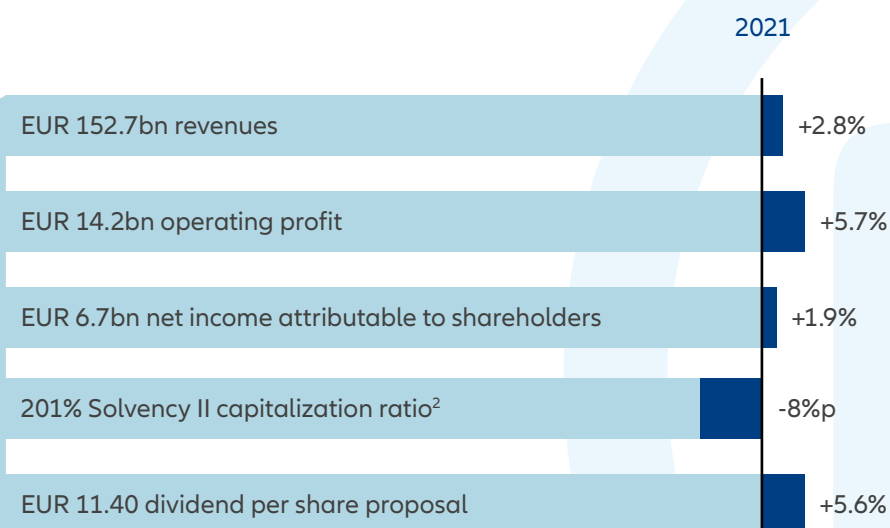 2021
EUR 152.7bn revenues +2.8%
EUR 14.2bn operating profit +5.7%
EUR 6.7bn net income attributable to shareholders +1.9%
201% Solvency II capitalization ratio² -8%p
EUR 11.40 dividend per share proposal +5.6%